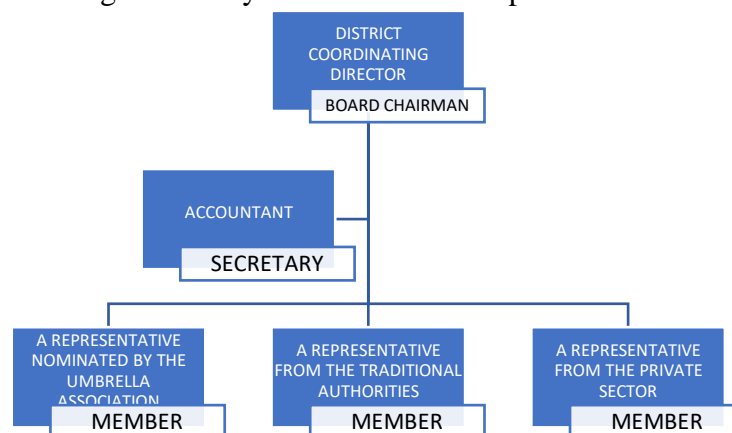 DISTRICT
COORDINATING
DIRECTOR
BOARD CHAIRMAN
ACCOUNTANT
SECRETARY
A REPRESENTATIVE
NOMINATED BY THE
UMBRELLA
ASSOCIATION
MEMBER
A REPRESENTATIVE
FROM THE TRADITIONAL
AUTHORITIES
MEMBER
A REPRESENTATIVE
FROM THE PRIVATE
SECTOR
MEMBER